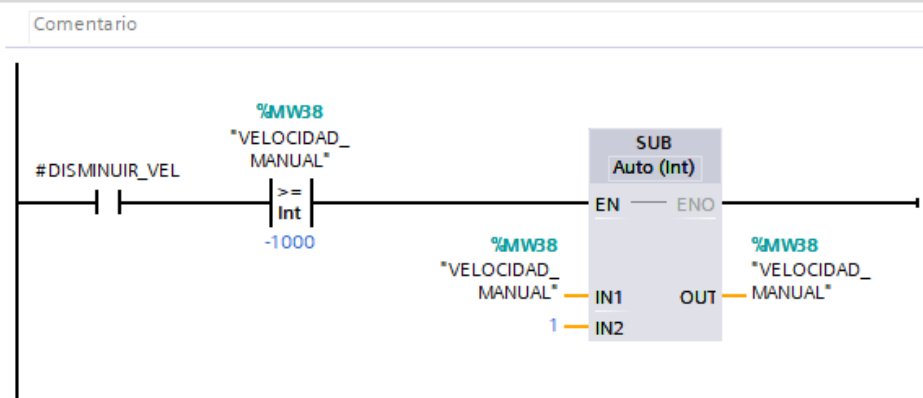 Comentario
%MW38
"VELOCIDAD_
MANUAL"
#DISMINUIR_VEL
>=
Int
-1000
SUB
Auto (Int)
EN
ENO
%MW38
"VELOCIDAD_
MANUAL"
IN1
1
IN2
OUT
%MW38
"VELOCIDAD_
MANUAL"